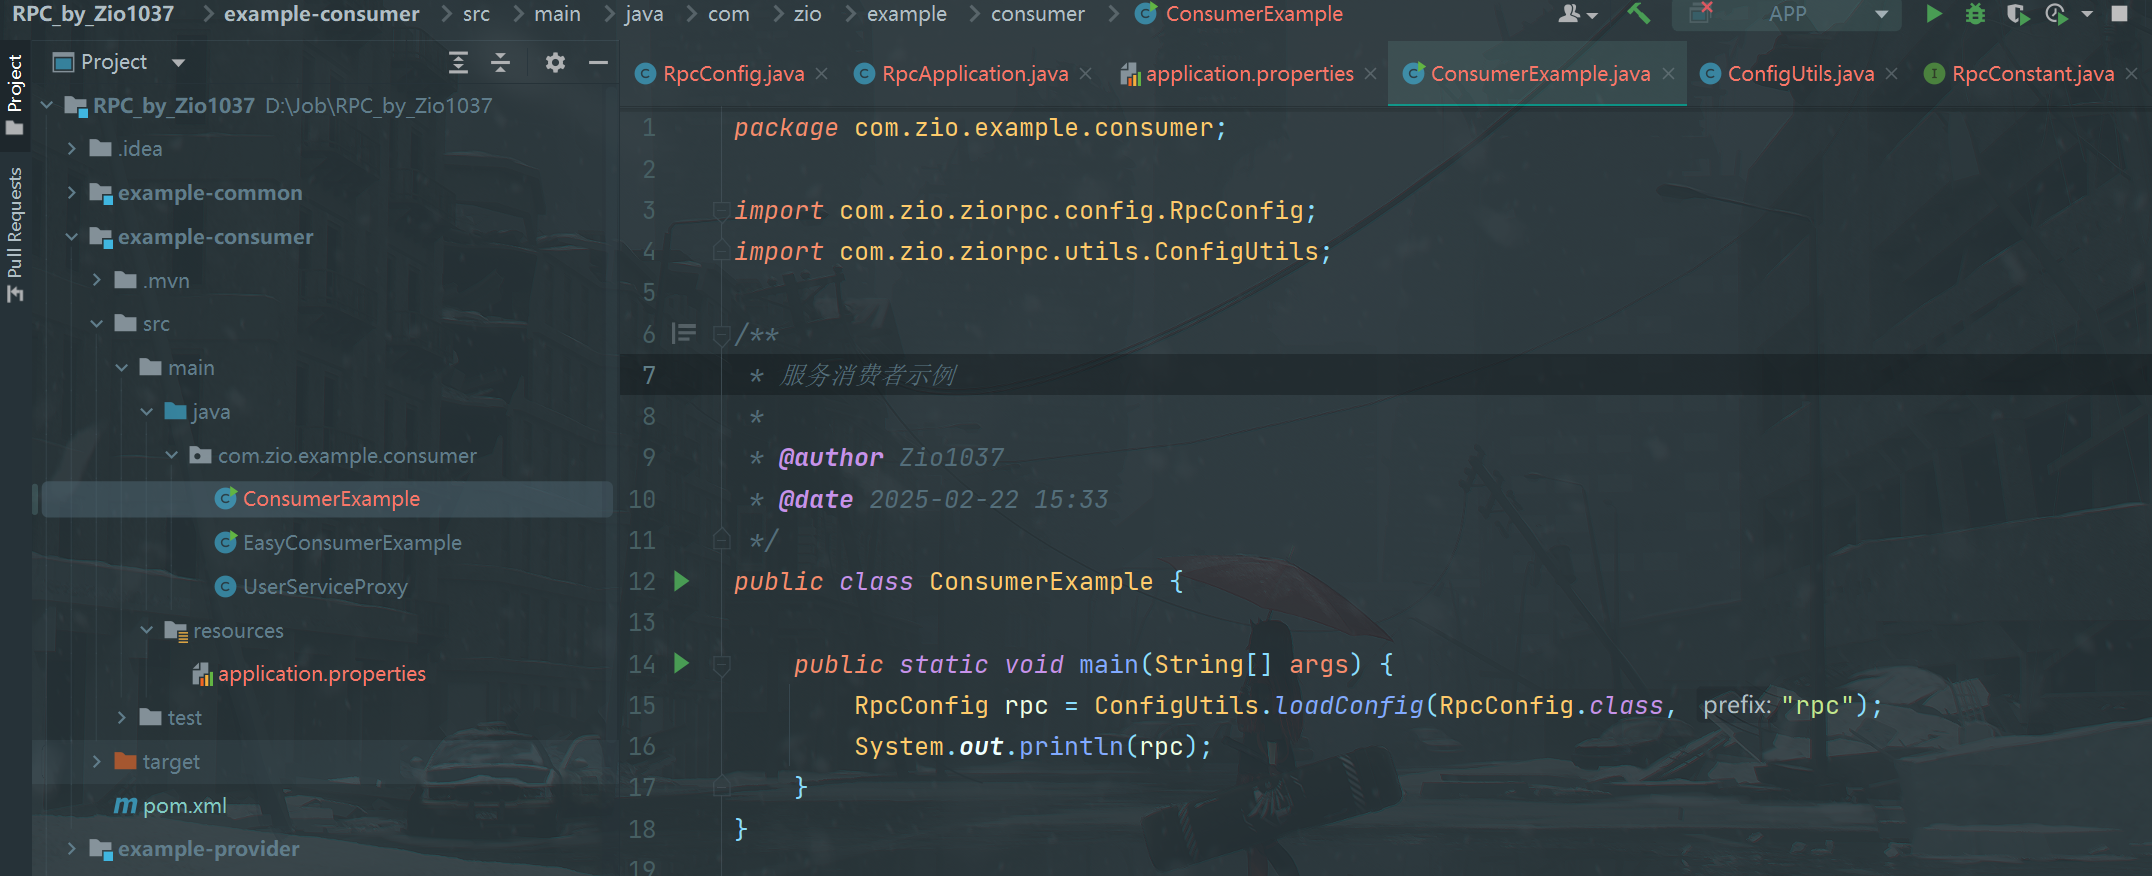 RPC_by_Zio1037 example-consumer src main java com zio example consumer ConsumerExample APP
Project
Pull Requests
Project
RPC_by_Zio1037 D:\Job\RPC_by_Zio1037
.idea
example-common
example-consumer
.mvn
src
main
java
com.zio.example.consumer
ConsumerExample
EasyConsumerExample
UserServiceProxy
resources
application.properties
test
target
pom.xml
example-provider
RpcConfig.java RpcApplication.java application.properties ConsumerExample.java ConfigUtils.java RpcConstant.java
1 package com.zio.example.consumer;
2
3 import com.zio.ziorpc.config.RpcConfig;
4 import com.zio.ziorpc.utils.ConfigUtils;
5
6 /**
7 * 服务消费者示例
8 *
9 * @author Zio1037
10 * @date 2025-02-22 15:33
11 */
12 public class ConsumerExample {
13
14 public static void main(String[] args) {
15 RpcConfig rpc = ConfigUtils.loadConfig(RpcConfig.class, prefix: "rpc");
16 System.out.println(rpc);
17 }
18 }
19